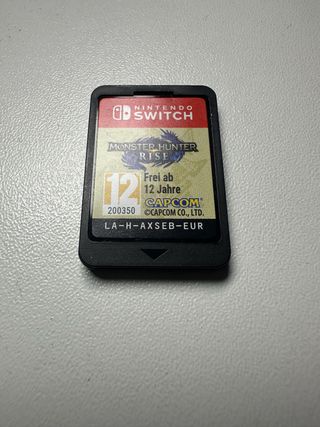 NINTENDO
SWITCH
MONSTER HUNTER
RISE
12
200350
Frei ab
12 Jahre
CAPCOM
©CAPCOM CO., LTD.
LA-H-AXSEB-EUR